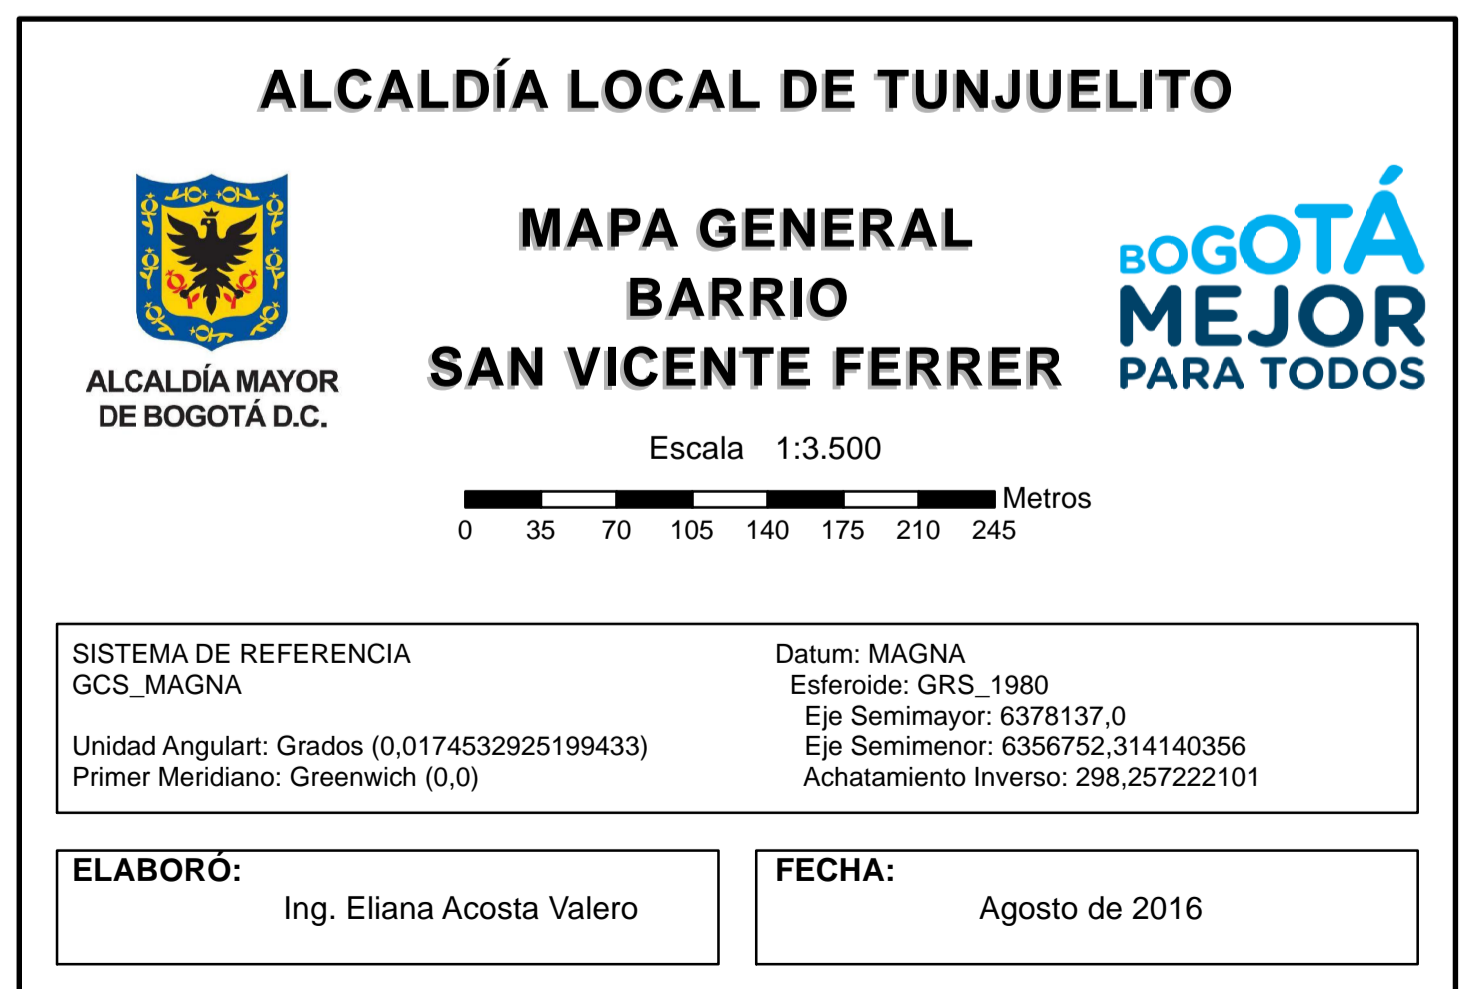 ALCALDÍA LOCAL DE TUNJUELITO
MAPA GENERAL
BARRIO
SAN VICENTE FERRER
ALCALDÍA MAYOR
DE BOGOTÁ D.C.
BOGOTÁ
MEJOR
PARA TODOS
Escala 1:3.500
Metros
0 35 70 105 140 175 210 245
SISTEMA DE REFERENCIA
GCS_MAGNA
Unidad Angulart: Grados (0,0174532925199433)
Primer Meridiano: Greenwich (0,0)
Datum: MAGNA
Esferoide: GRS_1980
Eje Semimayor: 6378137,0
Eje Semimenor: 6356752,314140356
Achatamiento Inverso: 298,257222101
ELABORÓ:
Ing. Eliana Acosta Valero
FECHA:
Agosto de 2016